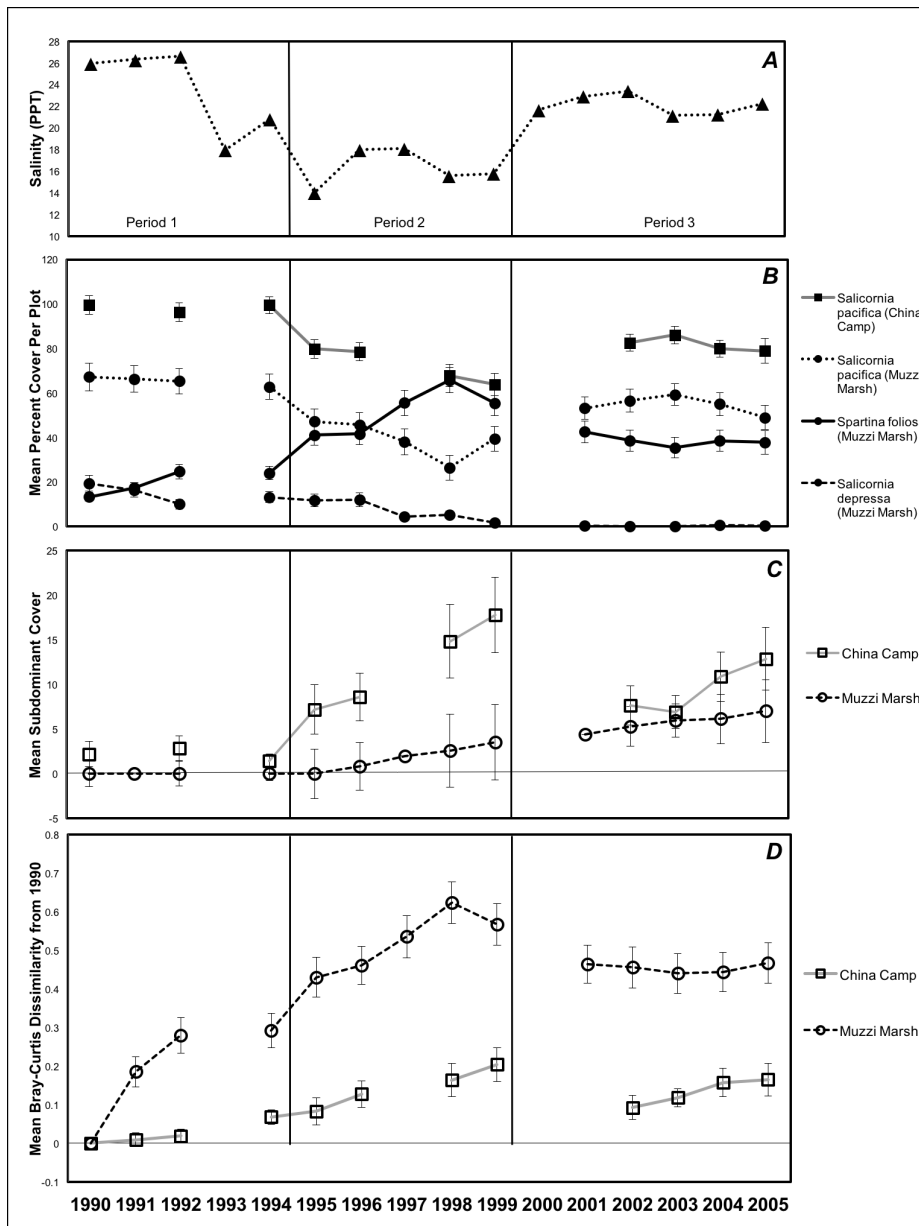 28
26
24
22
20
18
16
14
12
10
Salinity (PPT)
A
Period 1
Period 2
Period 3
120
100
80
60
40
20
0
Mean Percent Cover Per Plot
B
Salicornia
pacifica (China
Camp)
Salicornia
pacifica (Muzzi
Marsh)
Spartina folios
(Muzzi Marsh)
Salicornia
depressa
(Muzzi Marsh)
25
20
15
10
5
0
-5
Mean Subdominant Cover
C
China Camp
Muzzi Marsh
0.8
0.7
0.6
0.5
0.4
0.3
0.2
0.1
0
-0.1
Mean Bray-Curtis Dissimilarity from 1990
D
China Camp
Muzzi Marsh
1990 1991 1992 1993 1994 1995 1996 1997 1998 1999 2000 2001 2002 2003 2004 2005